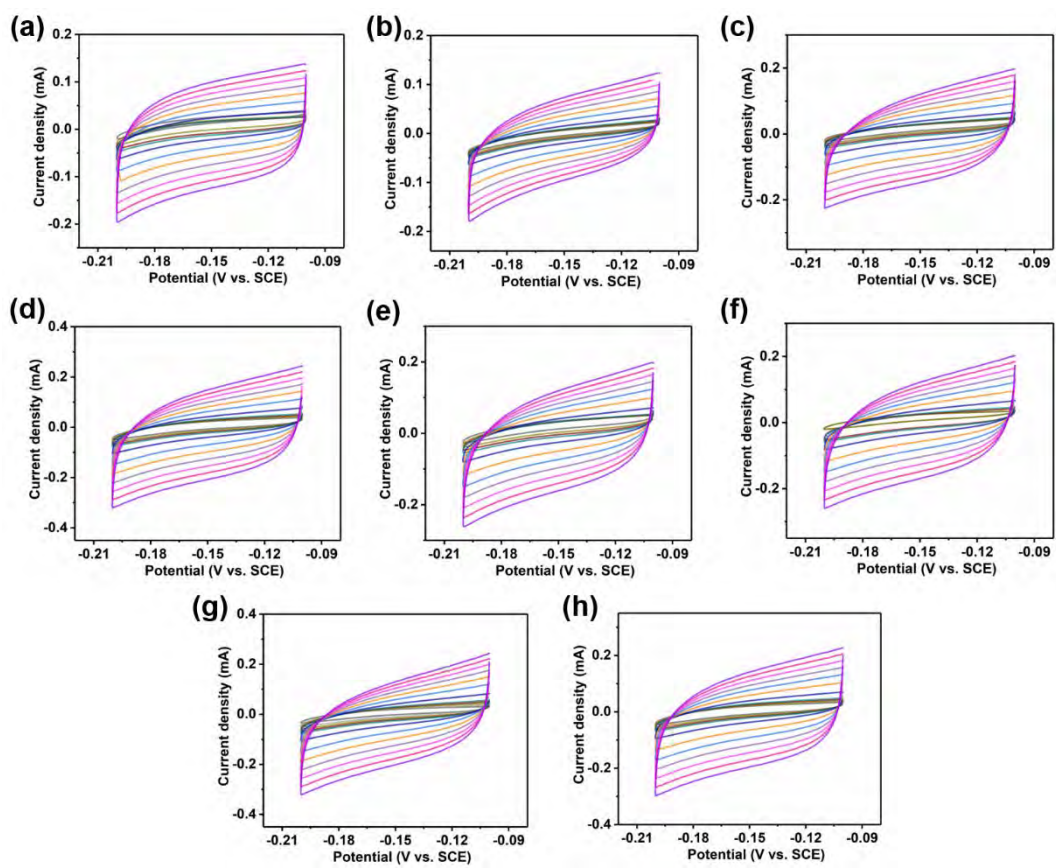 (a)
Current density (mA)
0.2
0.1
0.0
-0.1
-0.2
-0.21 -0.18 -0.15 -0.12 -0.09
Potential (V vs. SCE)
(b)
Current density (mA)
0.2
0.1
0.0
-0.1
-0.2
-0.21 -0.18 -0.15 -0.12 -0.09
Potential (V vs. SCE)
(c)
Current density (mA)
0.2
0.0
-0.2
-0.21 -0.18 -0.15 -0.12 -0.09
Potential (V vs. SCE)
(d)
Current density (mA)
0.4
0.2
0.0
-0.2
-0.4
-0.21 -0.18 -0.15 -0.12 -0.09
Potential (V vs. SCE)
(e)
Current density (mA)
0.2
0.0
-0.2
-0.21 -0.18 -0.15 -0.12 -0.09
Potential (V vs. SCE)
(f)
Current density (mA)
0.2
0.0
-0.2
-0.21 -0.18 -0.15 -0.12 -0.09
Potential (V vs. SCE)
(g)
Current density (mA)
0.4
0.2
0.0
-0.2
-0.4
-0.21 -0.18 -0.15 -0.12 -0.09
Potential (V vs. SCE)
(h)
Current density (mA)
0.2
0.0
-0.2
-0.4
-0.21 -0.18 -0.15 -0.12 -0.09
Potential (V vs. SCE)